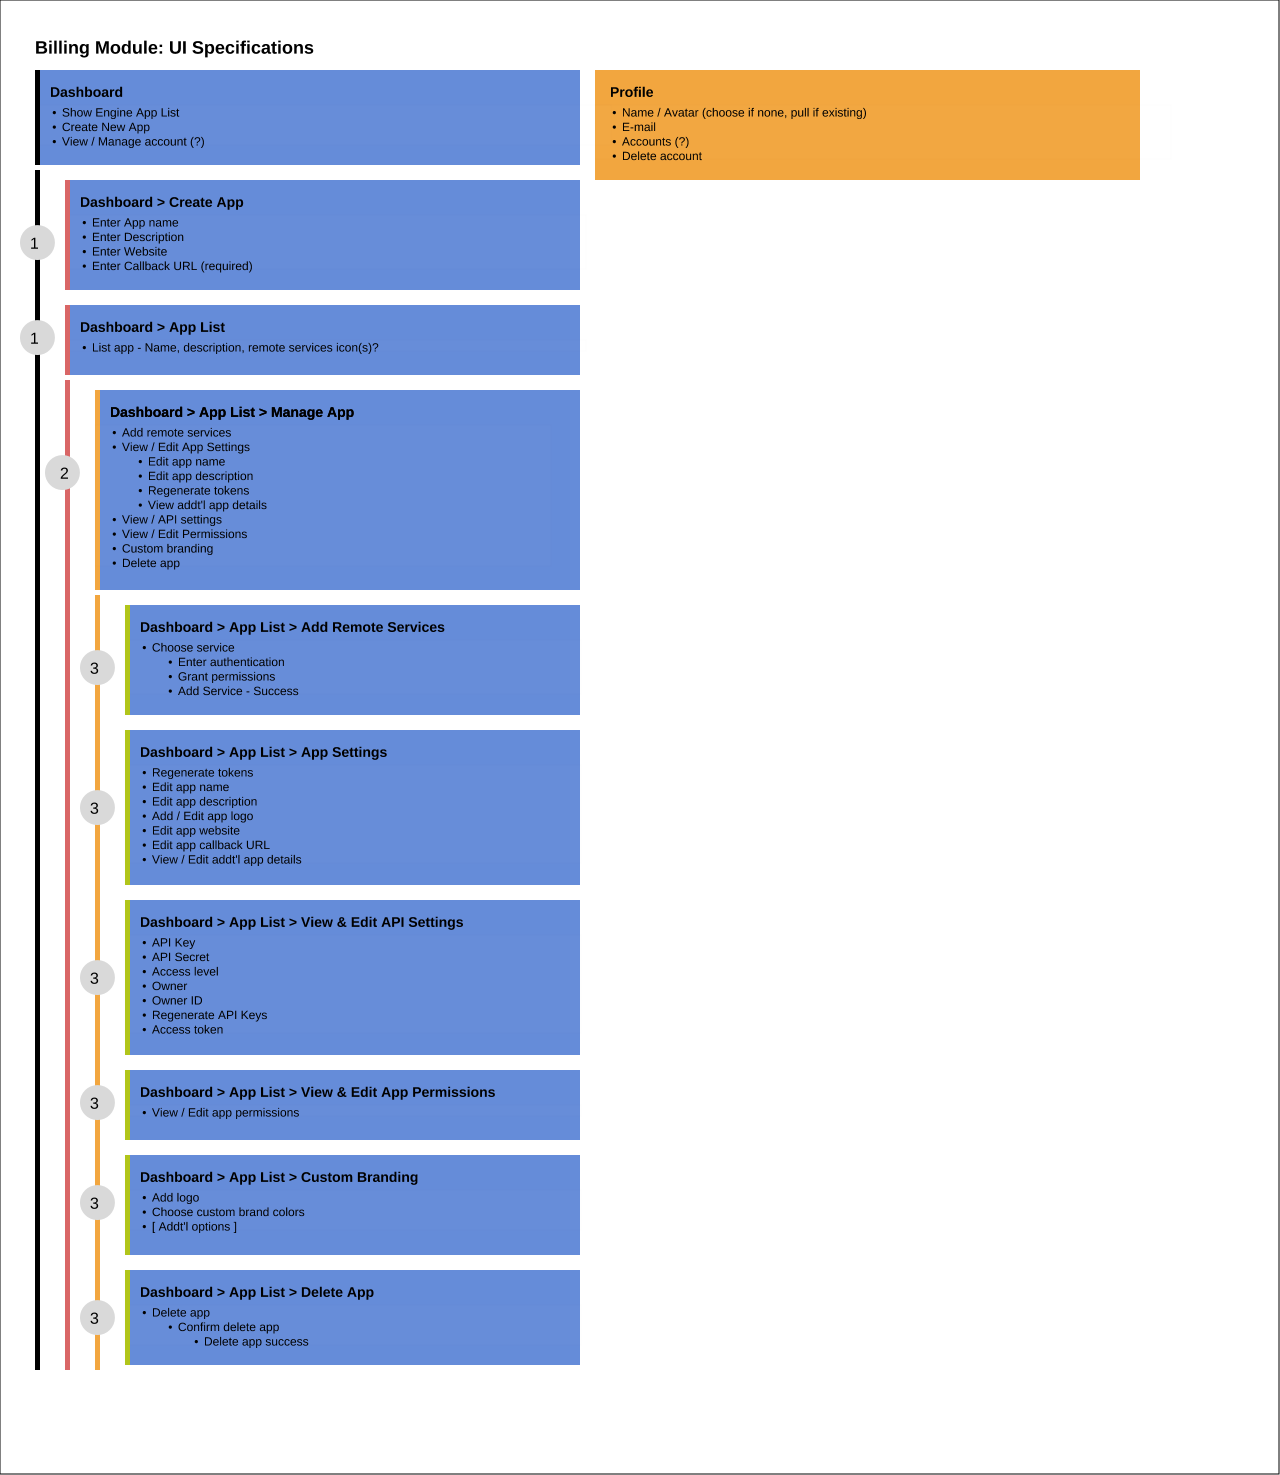 Billing Module: UI Specifications
Dashboard
• Show Engine App List
• Create New App
• View / Manage account (?)
Profile
• Name / Avatar (choose if none, pull if existing)
• E-mail
• Accounts (?)
• Delete account
1
Dashboard > Create App
• Enter App name
• Enter Description
• Enter Website
• Enter Callback URL (required)
1
Dashboard > App List
• List app - Name, description, remote services icon(s)?
2
Dashboard > App List > Manage App
• Add remote services
• View / Edit App Settings
• Edit app name
• Edit app description
• Regenerate tokens
• View addt'l app details
• View / API settings
• View / Edit Permissions
• Custom branding
• Delete app
3
Dashboard > App List > Add Remote Services
• Choose service
• Enter authentication
• Grant permissions
• Add Service - Success
3
Dashboard > App List > App Settings
• Regenerate tokens
• Edit app name
• Edit app description
• Add / Edit app logo
• Edit app website
• Edit app callback URL
• View / Edit addt'l app details
3
Dashboard > App List > View & Edit API Settings
• API Key
• API Secret
• Access level
• Owner
• Owner ID
• Regenerate API Keys
• Access token
3
Dashboard > App List > View & Edit App Permissions
• View / Edit app permissions
3
Dashboard > App List > Custom Branding
• Add logo
• Choose custom brand colors
• [ Addt'l options ]
3
Dashboard > App List > Delete App
• Delete app
• Confirm delete app
• Delete app success